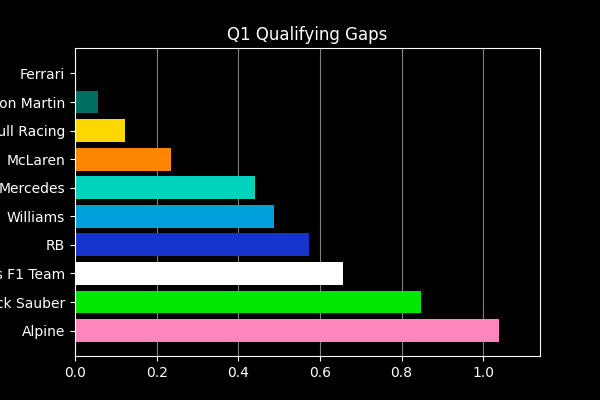 Q1 Qualifying Gaps
Ferrari
on Martin
ull Racing
McLaren
Mercedes
Williams
RB
s F1 Team
ck Sauber
Alpine
0.0 0.2 0.4 0.6 0.8 1.0